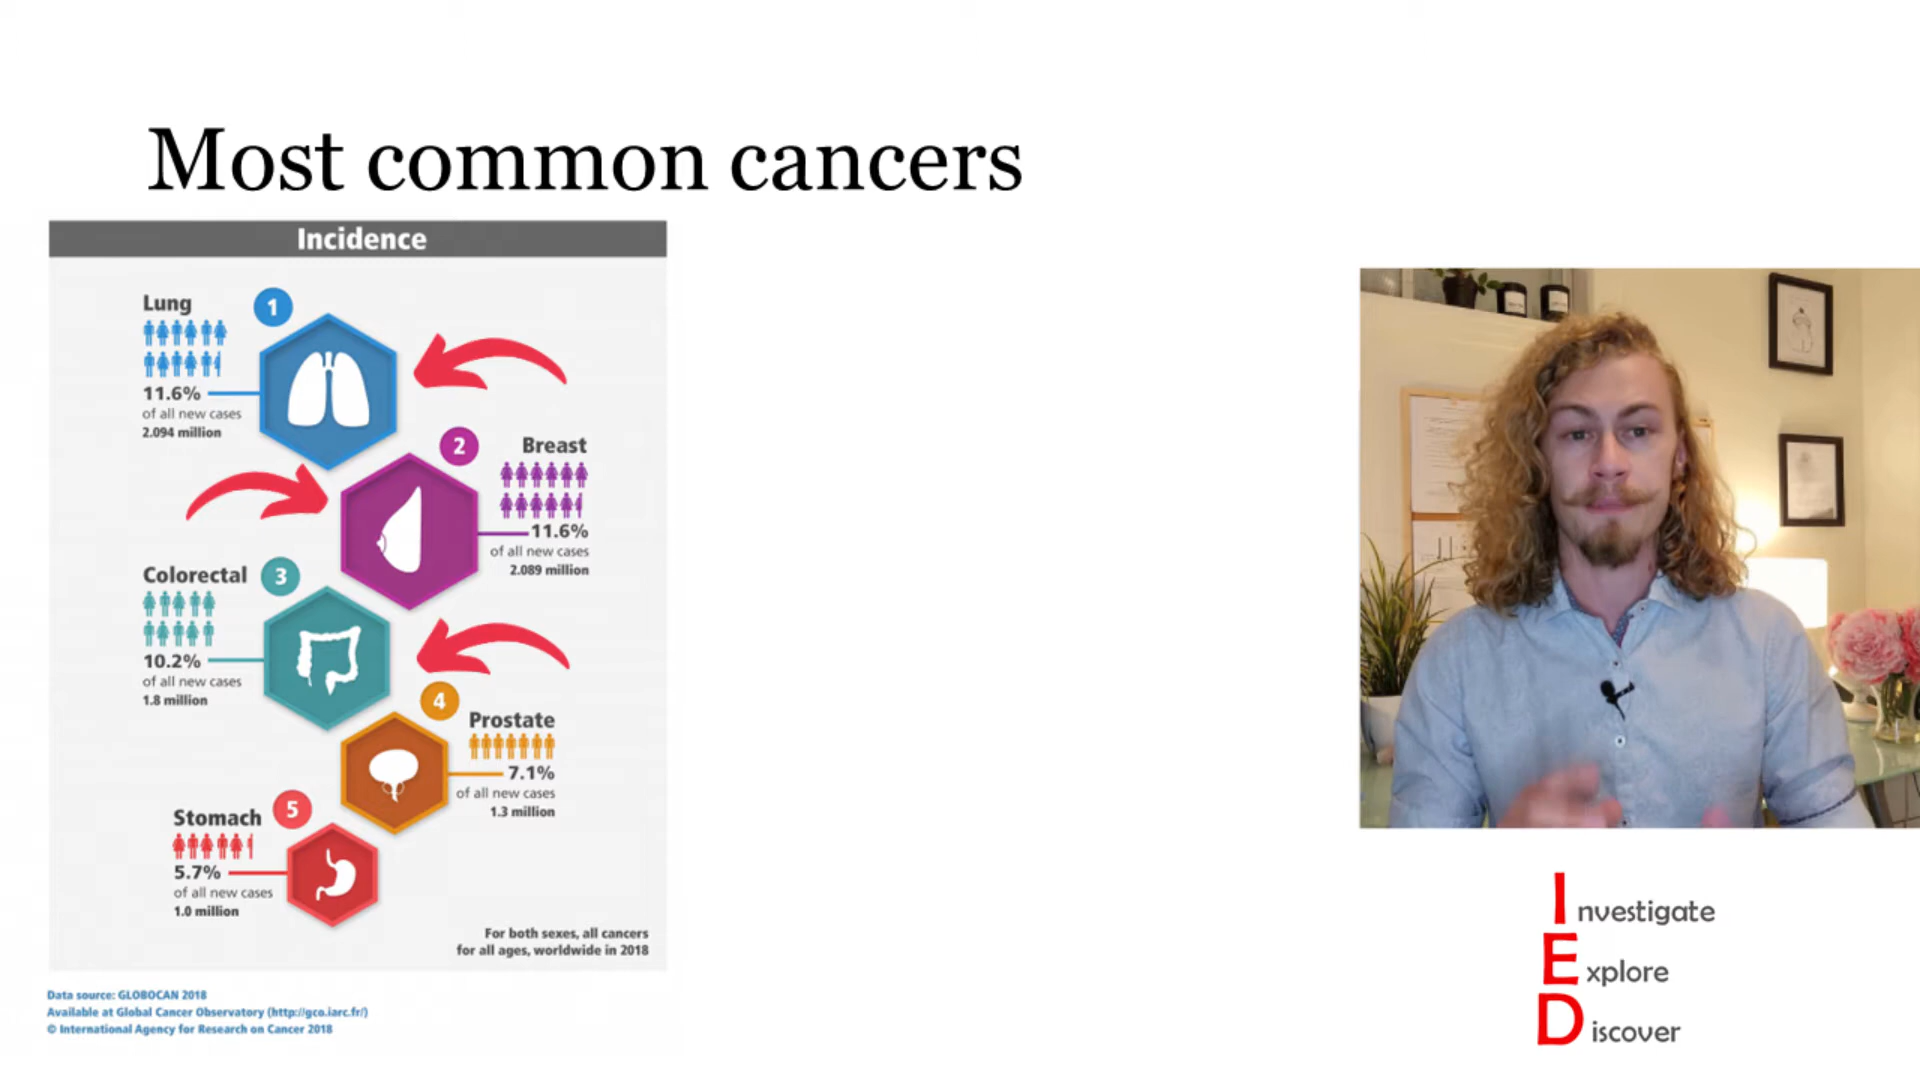 Most common cancers
Incidence
Lung
1
11.6%
of all new cases
2.094 million
2
Breast
11.6%
of all new cases
2.089 million
Colorectal
3
10.2%
of all new cases
1.8 million
4
Prostate
7.1%
of all new cases
1.3 million
Stomach
5
5.7%
of all new cases
1.0 million
For both sexes, all cancers
for all ages, worldwide in 2018
Data source: GLOBOCAN 2018
Available at Global Cancer Observatory (http://gco.iarc.fr/)
© International Agency for Research on Cancer 2018
Investigate
Explore
Discover